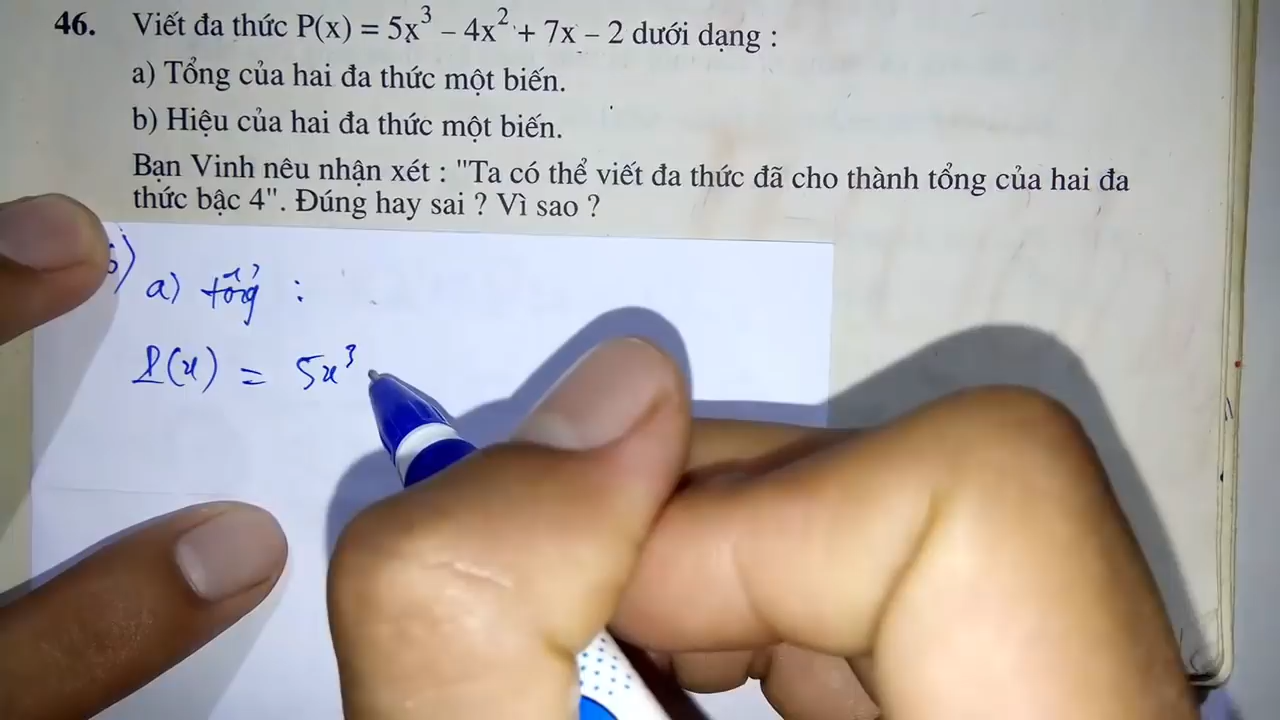 46. Viết đa thức P(x) = 5x³ – 4x² + 7x – 2 dưới dạng :
a) Tổng của hai đa thức một biến.
b) Hiệu của hai đa thức một biến.
Bạn Vinh nêu nhận xét : "Ta có thể viết đa thức đã cho thành tổng của hai đa
thức bậc 4". Đúng hay sai ? Vì sao ?
a) tổng :
P(x) = 5x³